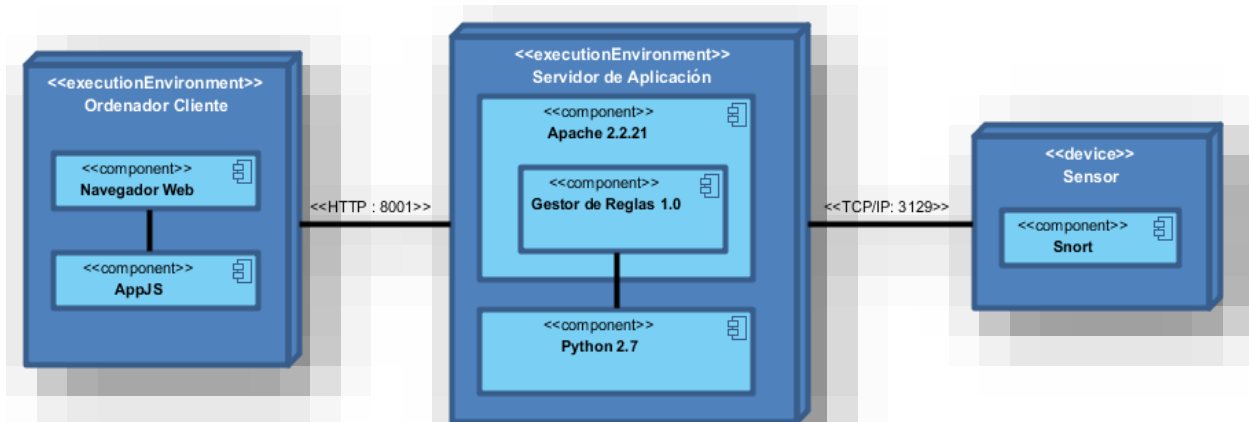 <<executionEnvironment>>
Ordenador Cliente
<<component>>
Navegador Web
<<component>>
AppJS
<<HTTP : 8001>>
<<executionEnvironment>>
Servidor de Aplicación
<<component>>
Apache 2.2.21
<<component>>
Gestor de Reglas 1.0
<<component>>
Python 2.7
<<TCP/IP: 3129>>
<<device>>
Sensor
<<component>>
Snort